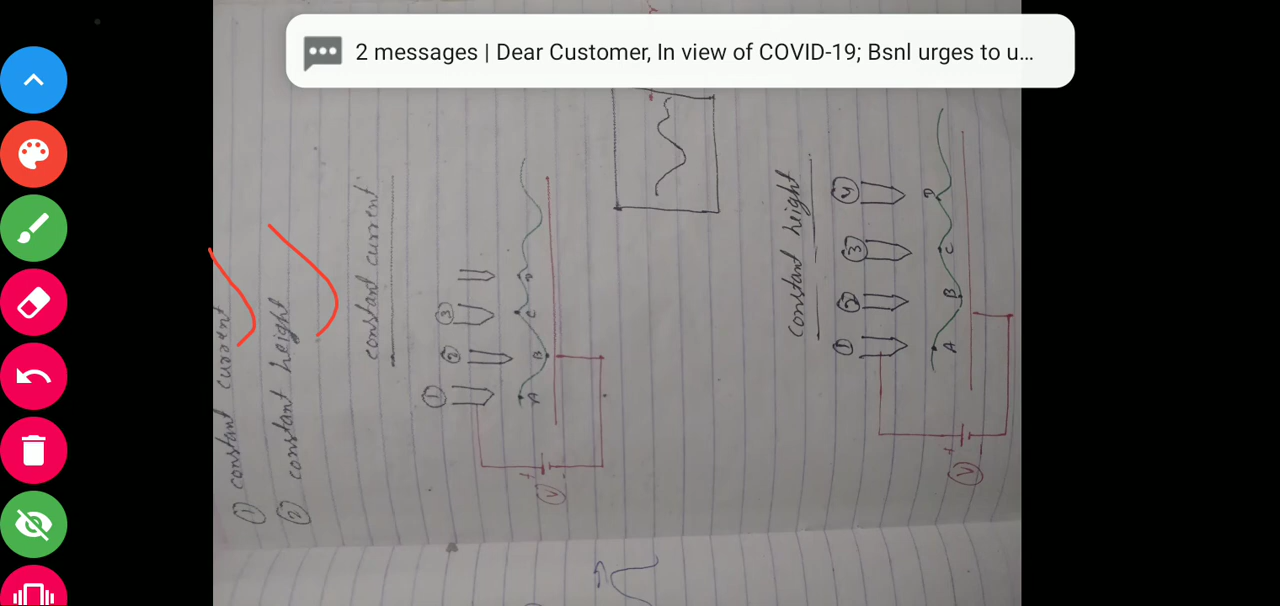 2 messages | Dear Customer, In view of COVID-19; Bsnl urges to u...
① constant current
② constant height
constant current
① ② ③
A B C D
+
V
constant height
① ② ③ ④
A B C D
+
V